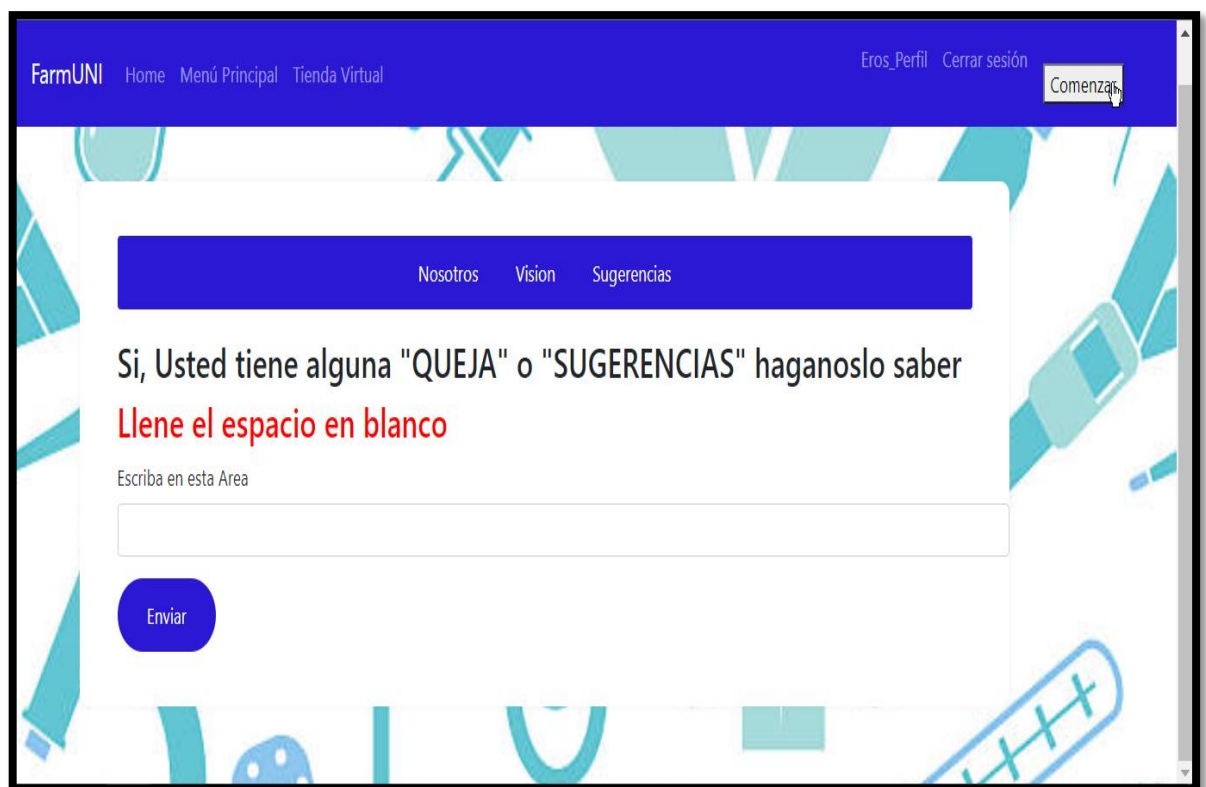 FarmUNI Home Menú Principal Tienda Virtual Eros_Perfil Cerrar sesión Comenzar
Nosotros Vision Sugerencias
Si, Usted tiene alguna "QUEJA" o "SUGERENCIAS" haganoslo saber
Llene el espacio en blanco
Escriba en esta Area
Enviar